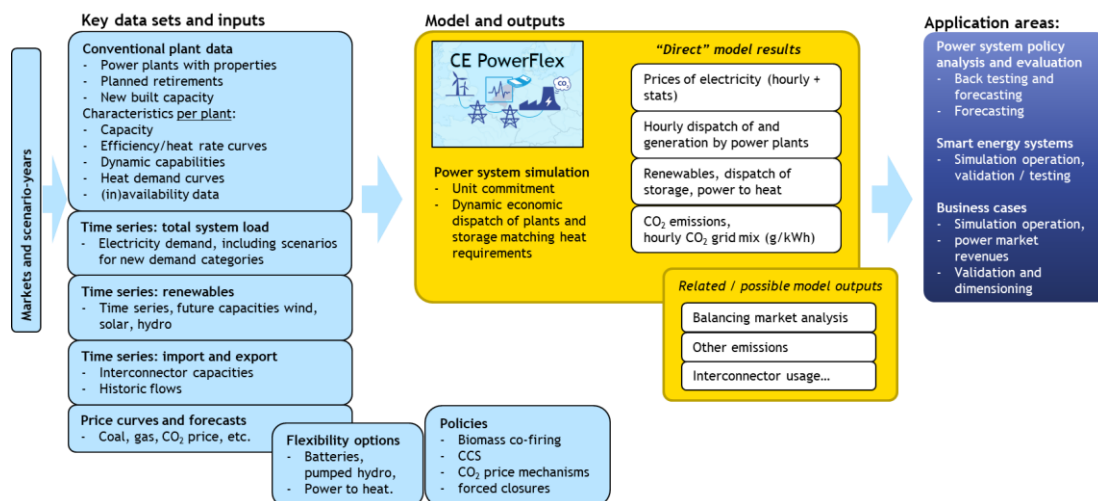 Key data sets and inputs
Model and outputs
Application areas:
Markets and scenario-years
Conventional plant data
- Power plants with properties
- Planned retirements
- New built capacity
Characteristics per plant:
- Capacity
- Efficiency/heat rate curves
- Dynamic capabilities
- Heat demand curves
- (in)availability data
Time series: total system load
- Electricity demand, including scenarios
for new demand categories
Time series: renewables
- Time series, future capacities wind,
solar, hydro
Time series: import and export
- Interconnector capacities
- Historic flows
Price curves and forecasts
- Coal, gas, CO₂ price, etc.
Flexibility options
- Batteries,
pumped hydro,
- Power to heat.
Policies
- Biomass co-firing
- CCS
- CO₂ price mechanisms
- forced closures
CE PowerFlex
CO₂
Power system simulation
- Unit commitment
- Dynamic economic
dispatch of plants and
storage matching heat
requirements
“Direct” model results
Prices of electricity (hourly +
stats)
Hourly dispatch of and
generation by power plants
Renewables, dispatch of
storage, power to heat
CO₂ emissions,
hourly CO₂ grid mix (g/kWh)
Related / possible model outputs
Balancing market analysis
Other emissions
Interconnector usage…
Power system policy
analysis and evaluation
- Back testing and
forecasting
- Forecasting
Smart energy systems
- Simulation operation,
validation / testing
Business cases
- Simulation operation,
- power market
revenues
- Validation and
dimensioning